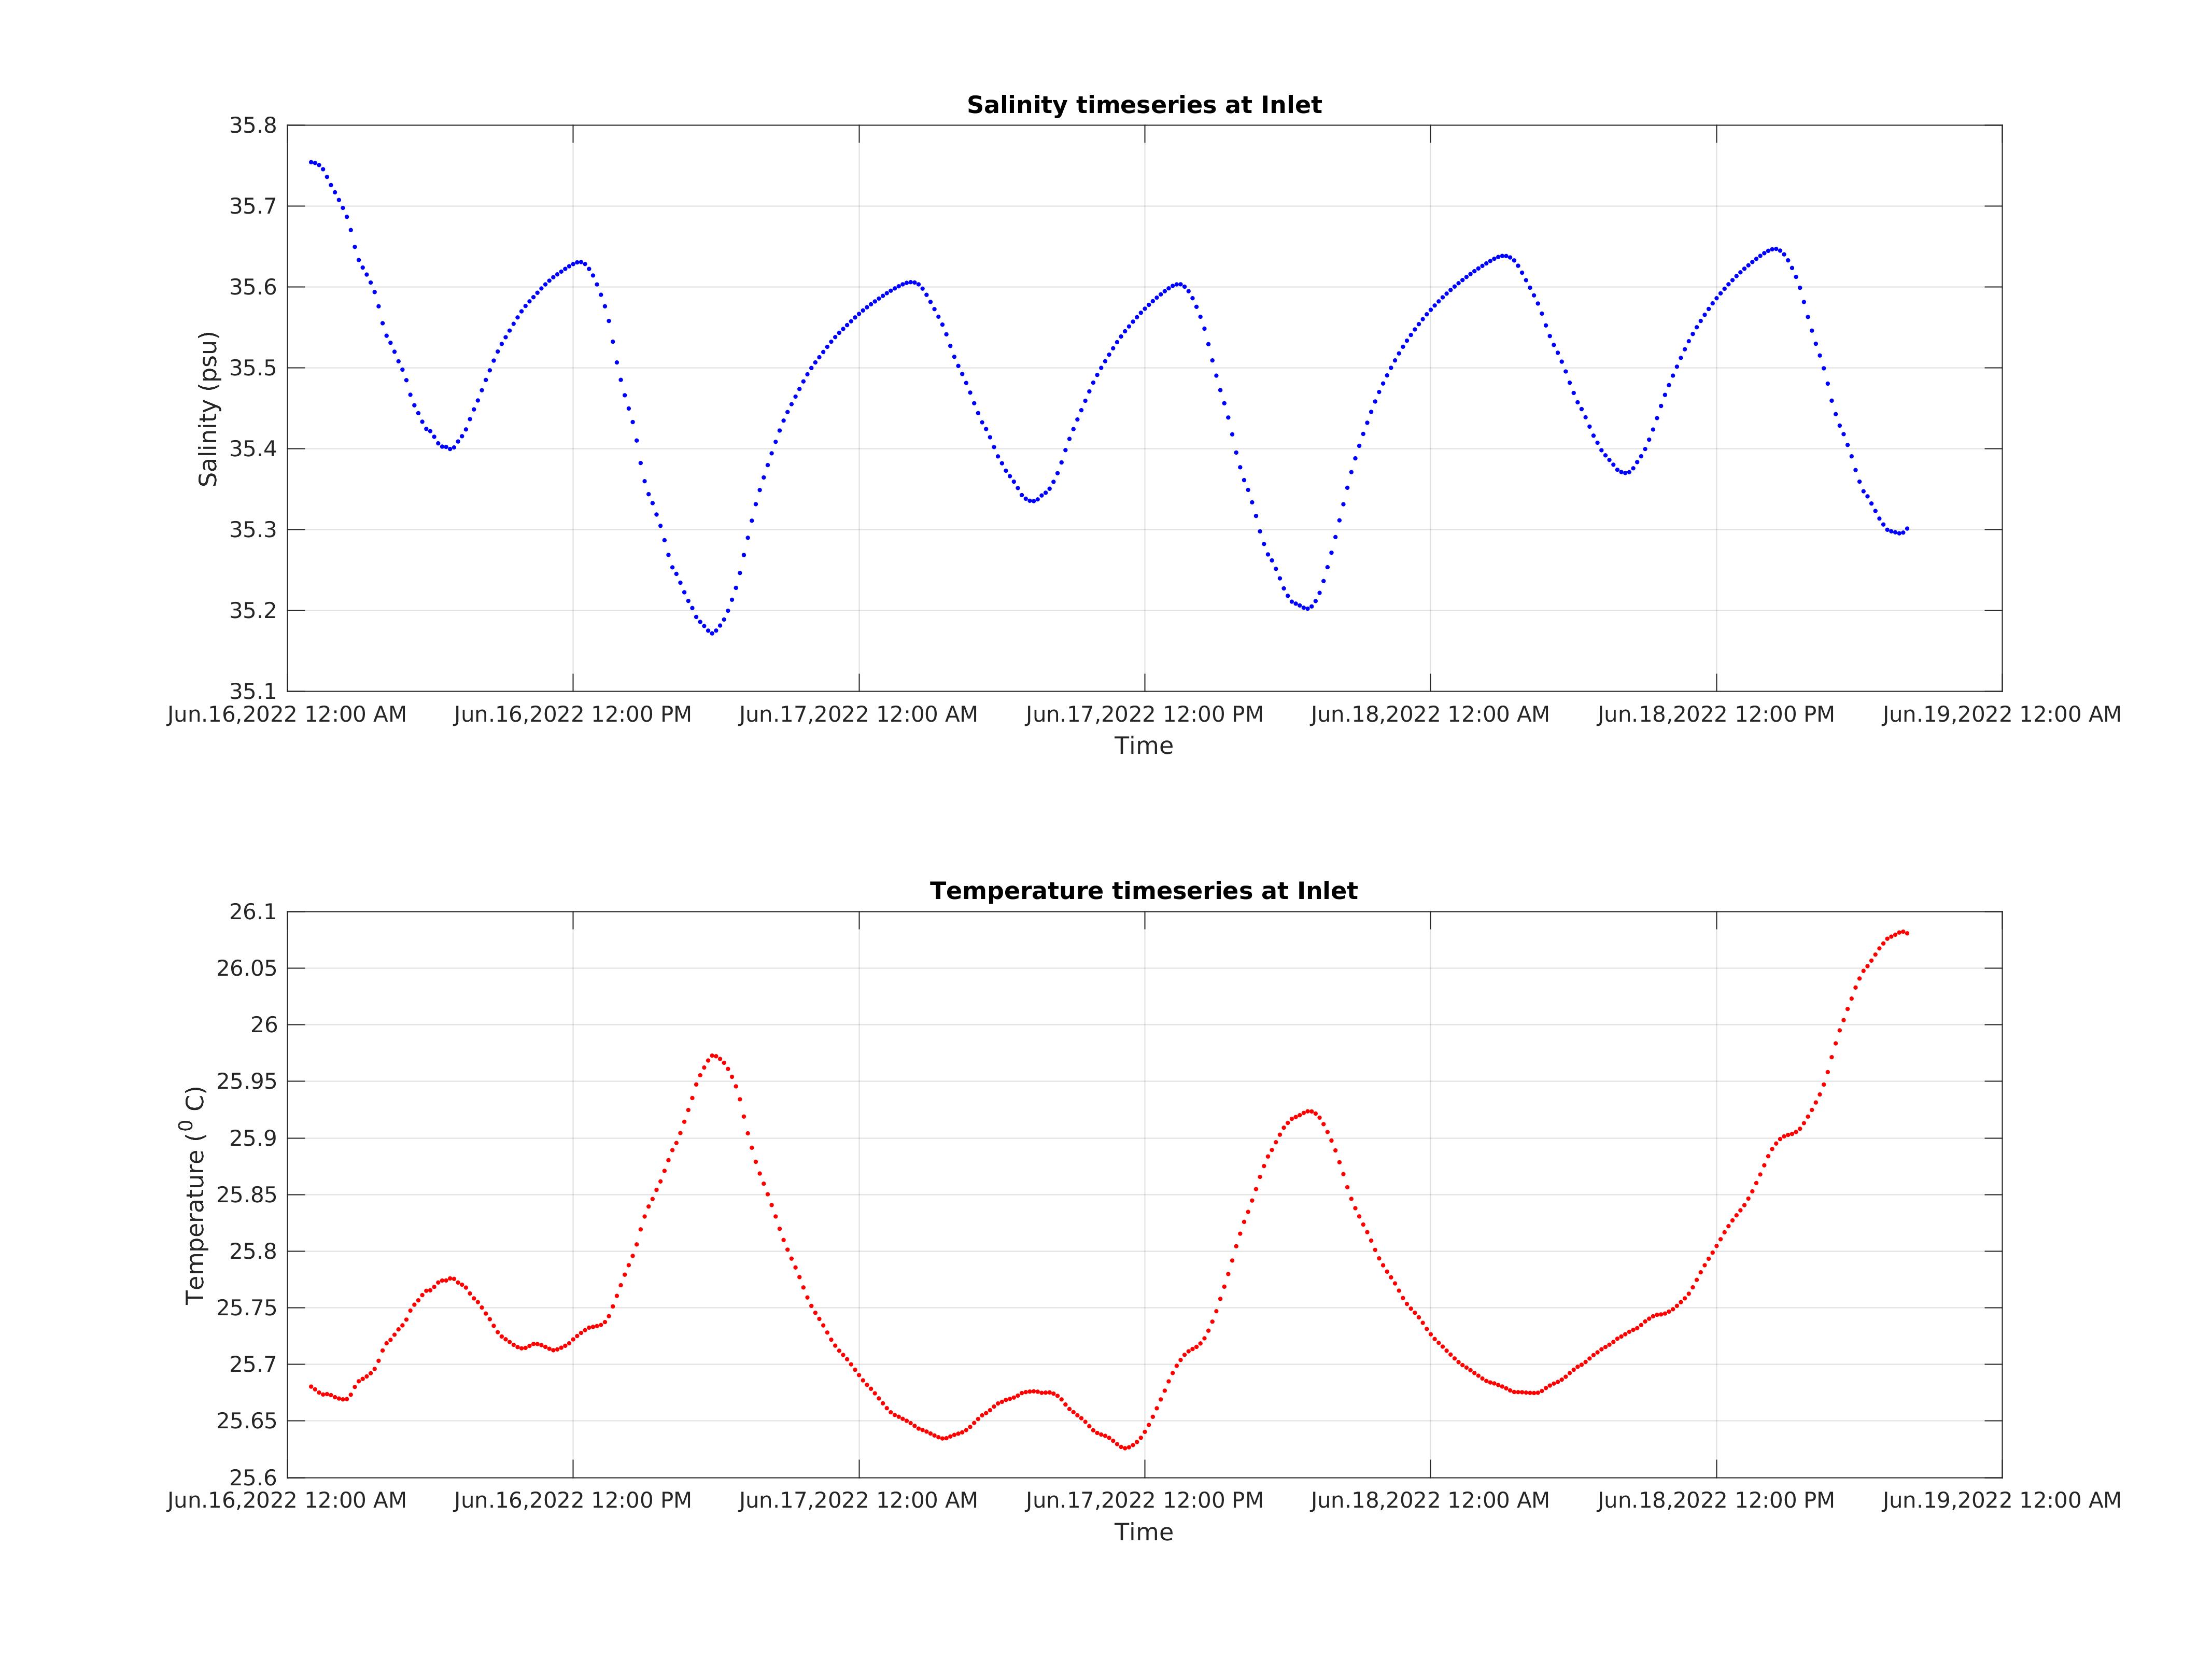 Salinity timeseries at Inlet
35.8
35.7
35.6
35.5
35.4
35.3
35.2
35.1
Salinity (psu)
Jun.16,2022 12:00 AM Jun.16,2022 12:00 PM Jun.17,2022 12:00 AM Jun.17,2022 12:00 PM Jun.18,2022 12:00 AM Jun.18,2022 12:00 PM Jun.19,2022 12:00 AM
Time
Temperature timeseries at Inlet
26.1
26.05
26
25.95
25.9
25.85
25.8
25.75
25.7
25.65
25.6
Temperature (⁰ C)
Jun.16,2022 12:00 AM Jun.16,2022 12:00 PM Jun.17,2022 12:00 AM Jun.17,2022 12:00 PM Jun.18,2022 12:00 AM Jun.18,2022 12:00 PM Jun.19,2022 12:00 AM
Time